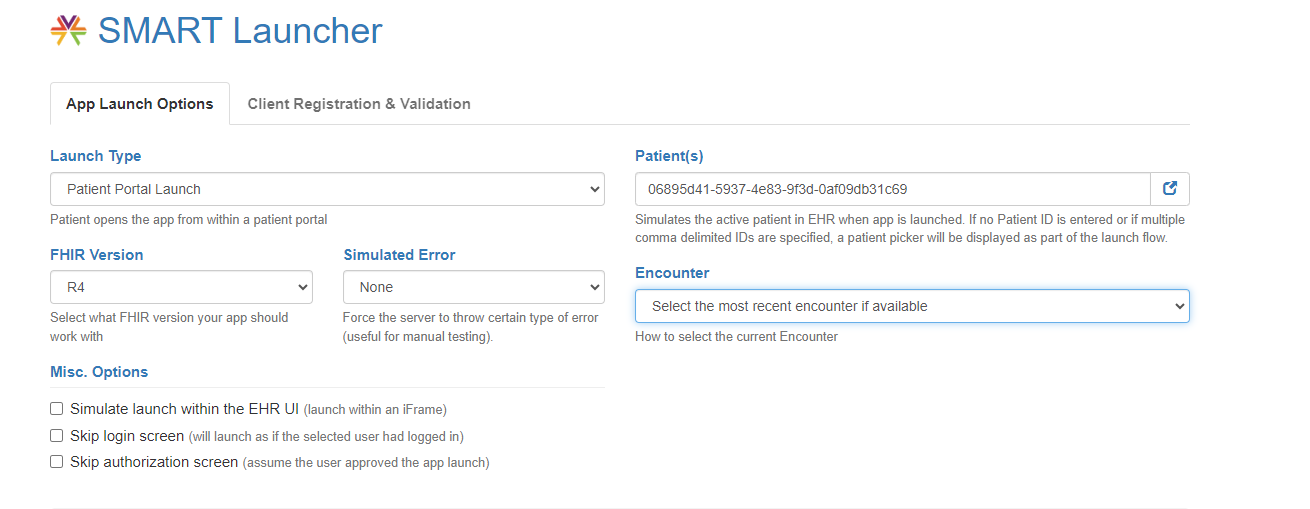 SMART Launcher
App Launch Options
Client Registration & Validation
Launch Type
Patient Portal Launch
Patient opens the app from within a patient portal
FHIR Version
R4
Select what FHIR version your app should
work with
Simulated Error
None
Force the server to throw certain type of error
(useful for manual testing).
Misc. Options
Simulate launch within the EHR UI (launch within an iFrame)
Skip login screen (will launch as if the selected user had logged in)
Skip authorization screen (assume the user approved the app launch)
Patient(s)
06895d41-5937-4e83-9f3d-0af09db31c69
Simulates the active patient in EHR when app is launched. If no Patient ID is entered or if multiple
comma delimited IDs are specified, a patient picker will be displayed as part of the launch flow.
Encounter
Select the most recent encounter if available
How to select the current Encounter